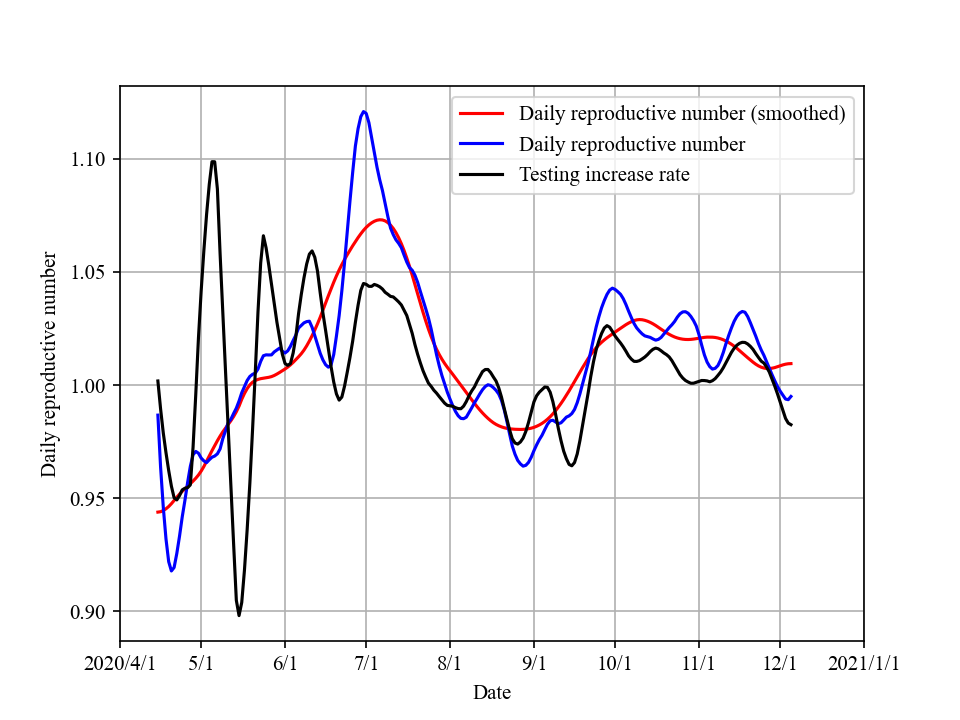 Daily reproductive number (smoothed)
Daily reproductive number
Testing increase rate
Daily reproductive number
1.10
1.05
1.00
0.95
0.90
2020/4/1 5/1 6/1 7/1 8/1 9/1 10/1 11/1 12/1 2021/1/1
Date